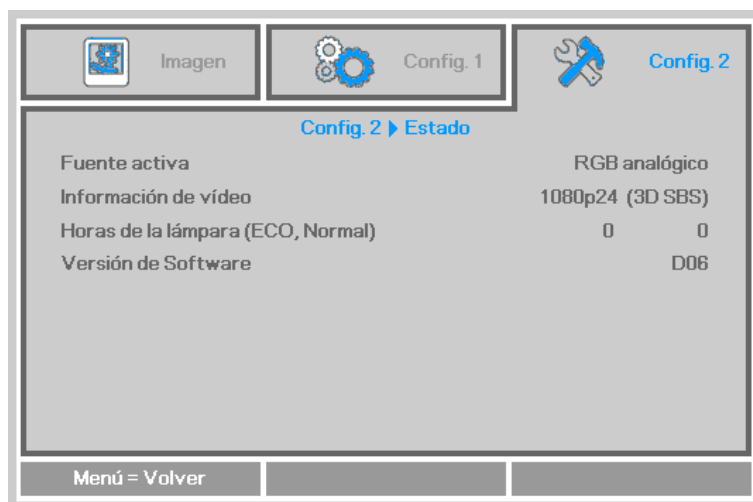 Imagen Config. 1 Config. 2
Config. 2 Estado
Fuente activa RGB analógico
Información de vídeo 1080p24 (3D SBS)
Horas de la lámpara (ECO, Normal) 0 0
Versión de Software D06
Menú = Volver